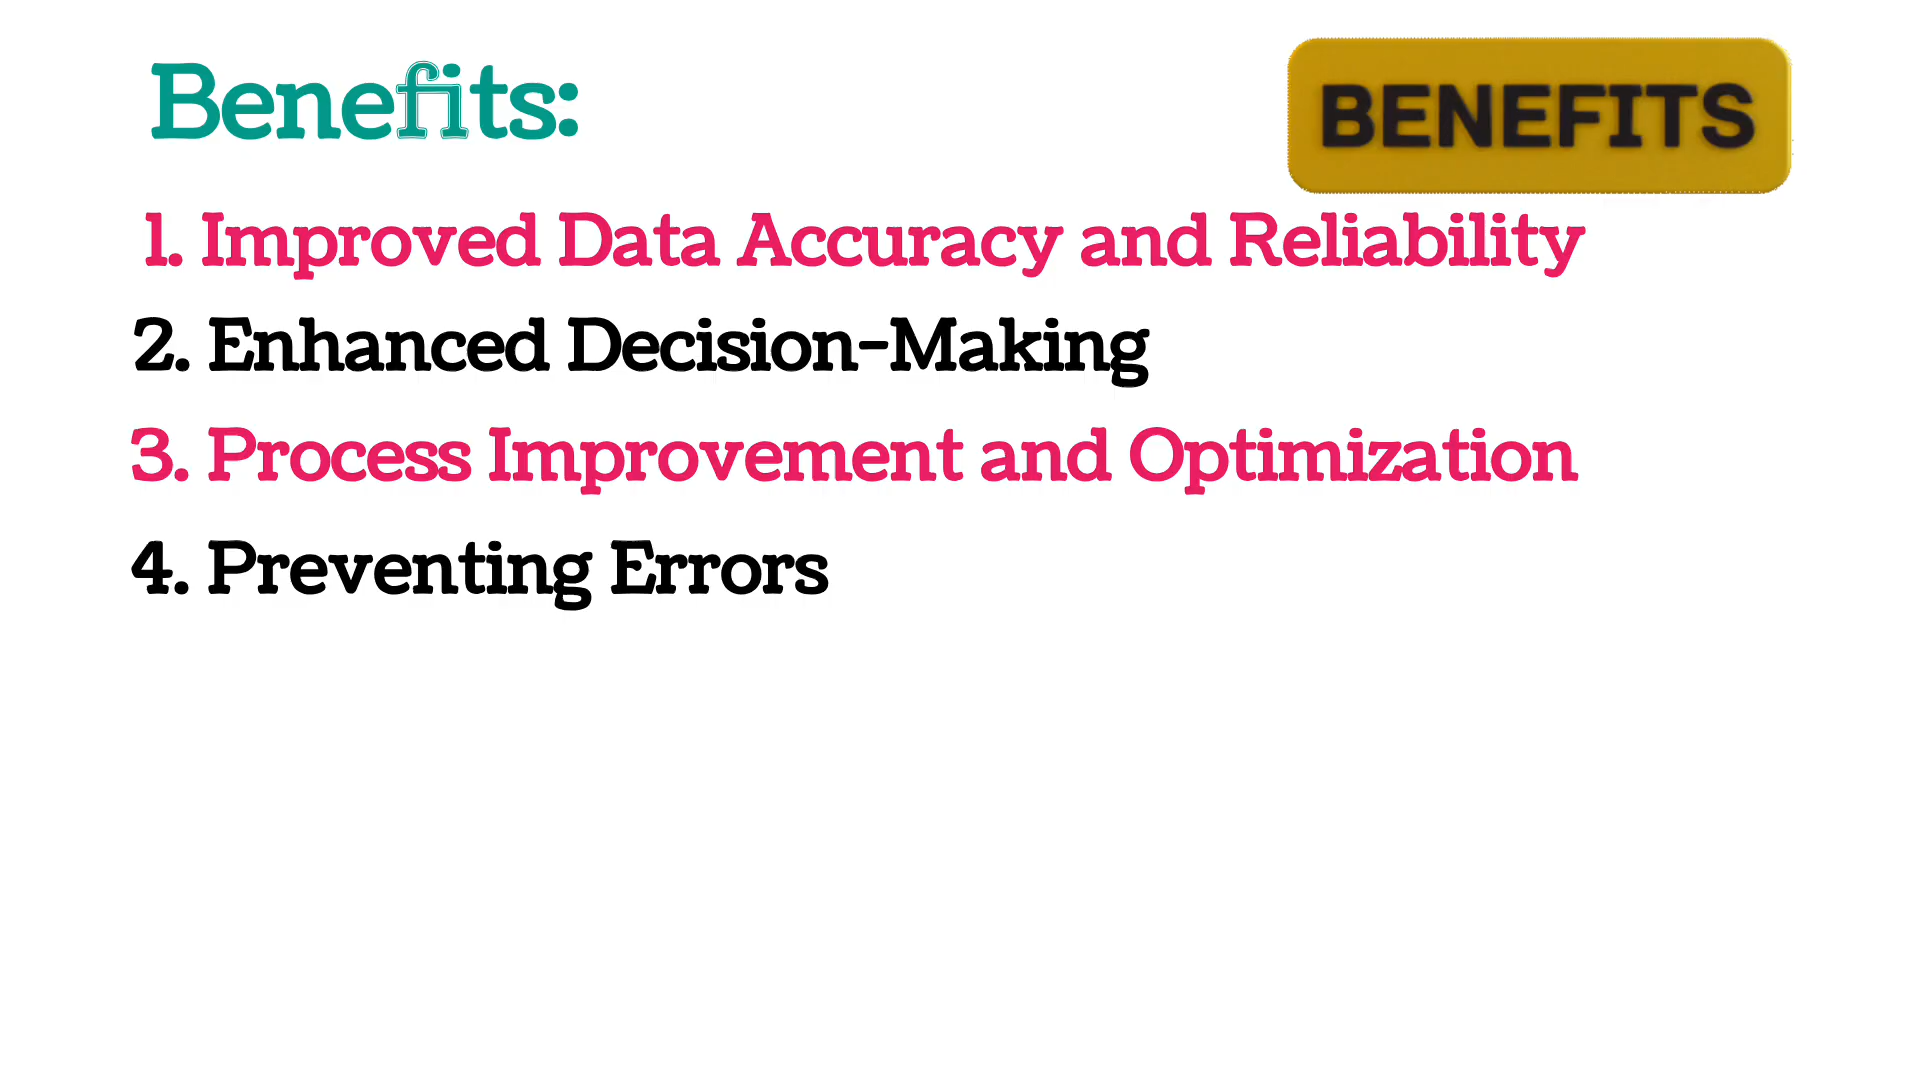 Benefits:
BENEFITS
1. Improved Data Accuracy and Reliability
2. Enhanced Decision-Making
3. Process Improvement and Optimization
4. Preventing Errors